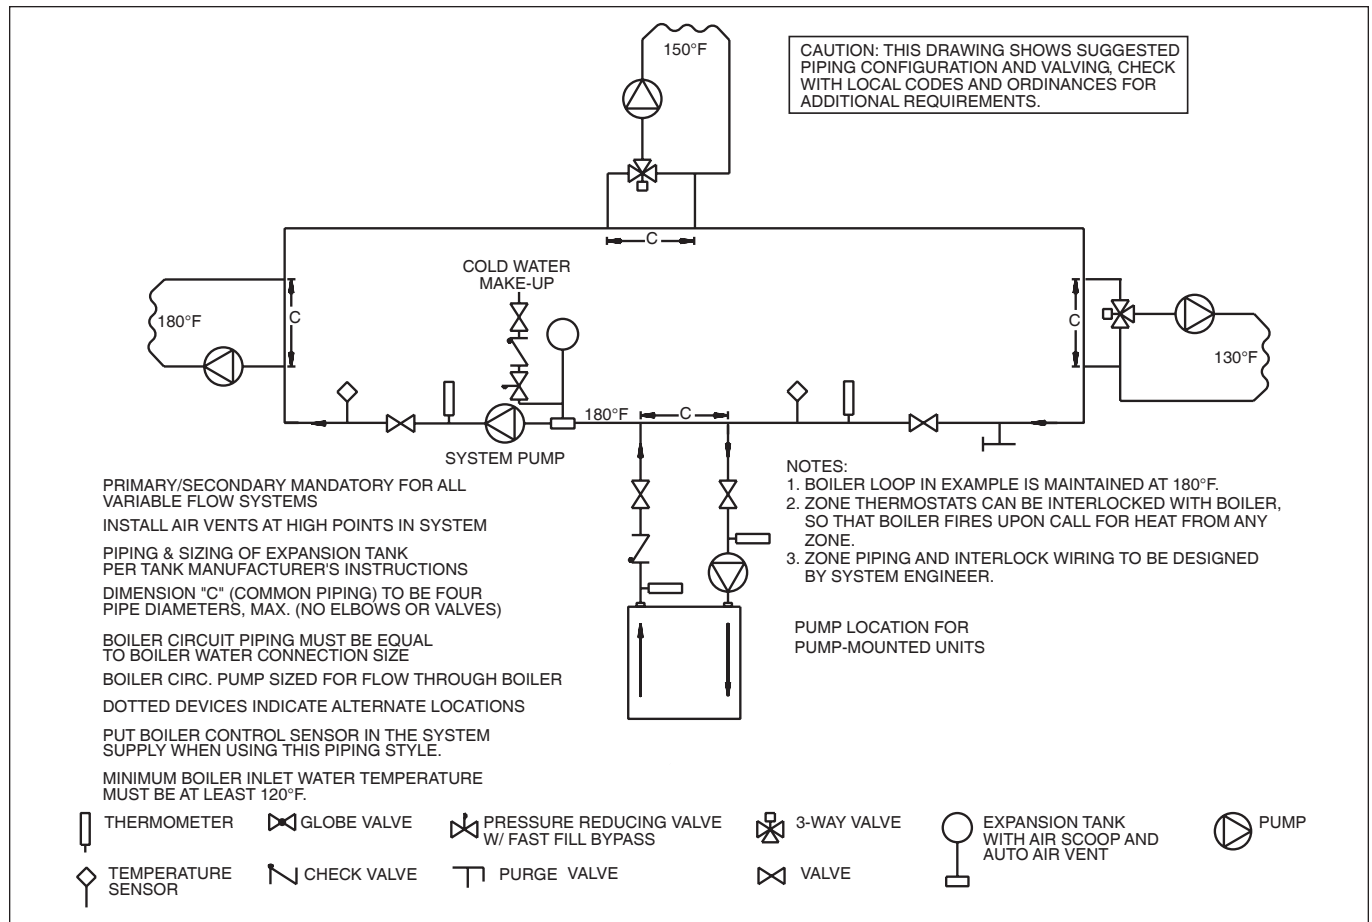 150°F
CAUTION: THIS DRAWING SHOWS SUGGESTED
PIPING CONFIGURATION AND VALVING, CHECK
WITH LOCAL CODES AND ORDINANCES FOR
ADDITIONAL REQUIREMENTS.
C
COLD WATER
MAKE-UP
180°F
C
C
130°F
180°F
C
SYSTEM PUMP
PRIMARY/SECONDARY MANDATORY FOR ALL
VARIABLE FLOW SYSTEMS
INSTALL AIR VENTS AT HIGH POINTS IN SYSTEM
PIPING & SIZING OF EXPANSION TANK
PER TANK MANUFACTURER'S INSTRUCTIONS
DIMENSION "C" (COMMON PIPING) TO BE FOUR
PIPE DIAMETERS, MAX. (NO ELBOWS OR VALVES)
BOILER CIRCUIT PIPING MUST BE EQUAL
TO BOILER WATER CONNECTION SIZE
BOILER CIRC. PUMP SIZED FOR FLOW THROUGH BOILER
DOTTED DEVICES INDICATE ALTERNATE LOCATIONS
PUT BOILER CONTROL SENSOR IN THE SYSTEM
SUPPLY WHEN USING THIS PIPING STYLE.
MINIMUM BOILER INLET WATER TEMPERATURE
MUST BE AT LEAST 120°F.
NOTES:
1. BOILER LOOP IN EXAMPLE IS MAINTAINED AT 180°F.
2. ZONE THERMOSTATS CAN BE INTERLOCKED WITH BOILER,
SO THAT BOILER FIRES UPON CALL FOR HEAT FROM ANY
ZONE.
3. ZONE PIPING AND INTERLOCK WIRING TO BE DESIGNED
BY SYSTEM ENGINEER.
PUMP LOCATION FOR
PUMP-MOUNTED UNITS
THERMOMETER
GLOBE VALVE
PRESSURE REDUCING VALVE
W/ FAST FILL BYPASS
3-WAY VALVE
EXPANSION TANK
WITH AIR SCOOP AND
AUTO AIR VENT
PUMP
TEMPERATURE
SENSOR
CHECK VALVE
PURGE VALVE
VALVE